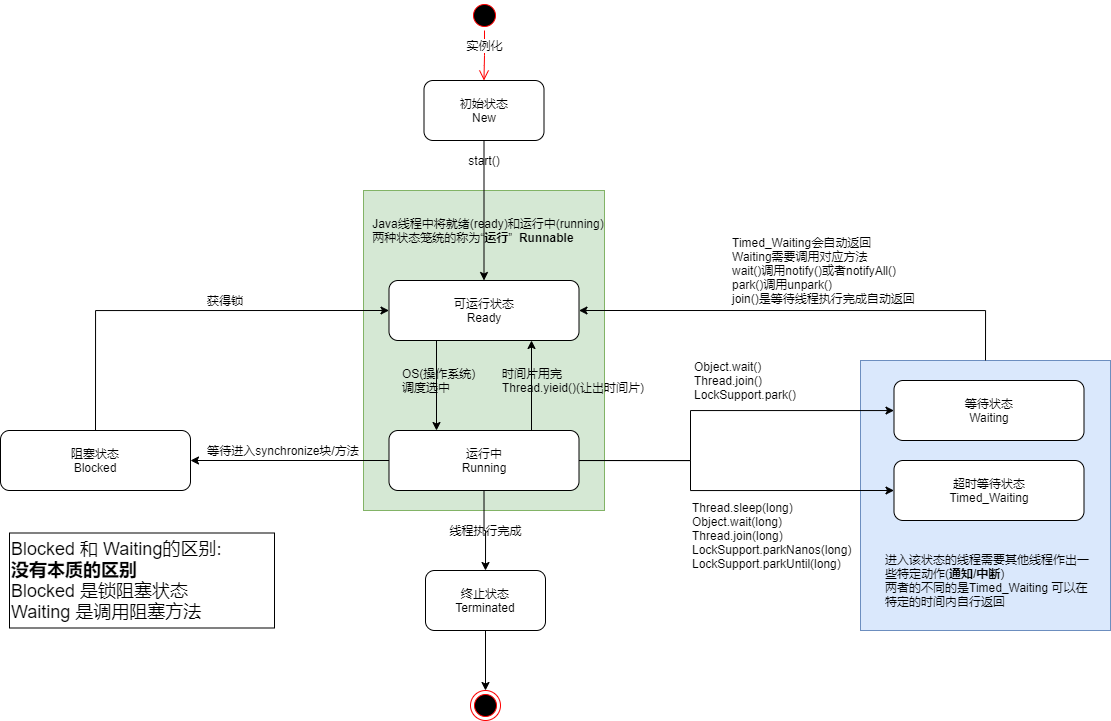 实例化
初始状态
New
start()
Java线程中将就绪(ready)和运行中(running)
两种状态笼统的称为“运行” Runnable
Timed_Waiting会自动返回
Waiting需要调用对应方法
wait()调用notify()或者notifyAll()
park()调用unpark()
join()是等待线程执行完成自动返回
获得锁
可运行状态
Ready
OS(操作系统)
调度选中
时间片用完
Thread.yieid()(让出时间片)
Object.wait()
Thread.join()
LockSupport.park()
等待状态
Waiting
阻塞状态
Blocked
等待进入synchronize块/方法
运行中
Running
超时等待状态
Timed_Waiting
Thread.sleep(long)
Object.wait(long)
Thread.join(long)
LockSupport.parkNanos(long)
LockSupport.parkUntil(long)
线程执行完成
进入该状态的线程需要其他线程作出一
些特定动作(通知/中断)
两者的不同的是Timed_Waiting 可以在
特定的时间内自行返回
Blocked 和 Waiting的区别:
没有本质的区别
Blocked 是锁阻塞状态
Waiting 是调用阻塞方法
终止状态
Terminated